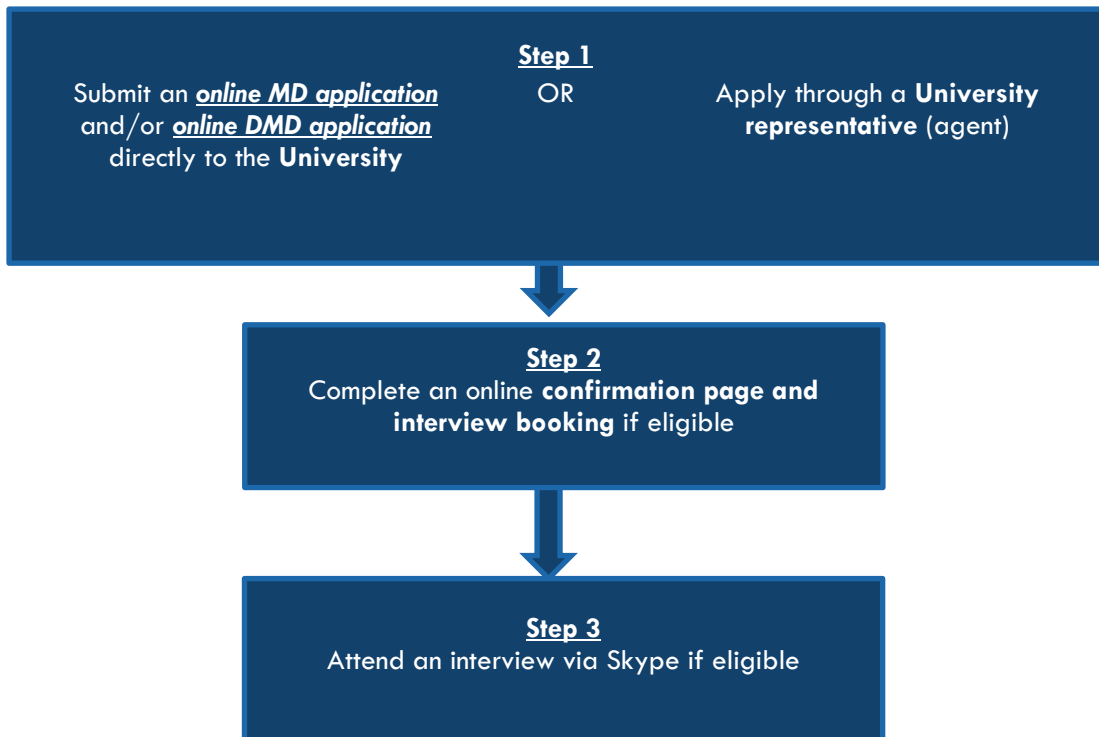 Step 1
Submit an online MD application
and/or online DMD application
directly to the University
OR
Apply through a University
representative (agent)
Step 2
Complete an online confirmation page and
interview booking if eligible
Step 3
Attend an interview via Skype if eligible